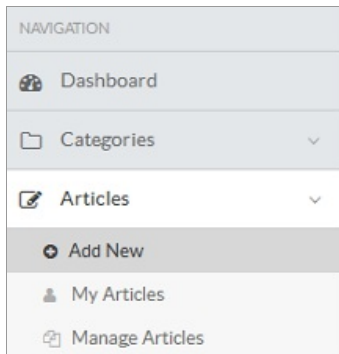 NAVIGATION
Dashboard
Categories
Articles
Add New
My Articles
Manage Articles